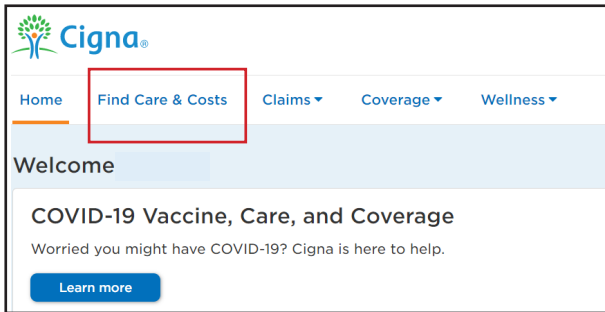 Cigna®
Home Find Care & Costs Claims Coverage Wellness
Welcome
COVID-19 Vaccine, Care, and Coverage
Worried you might have COVID-19? Cigna is here to help.
Learn more